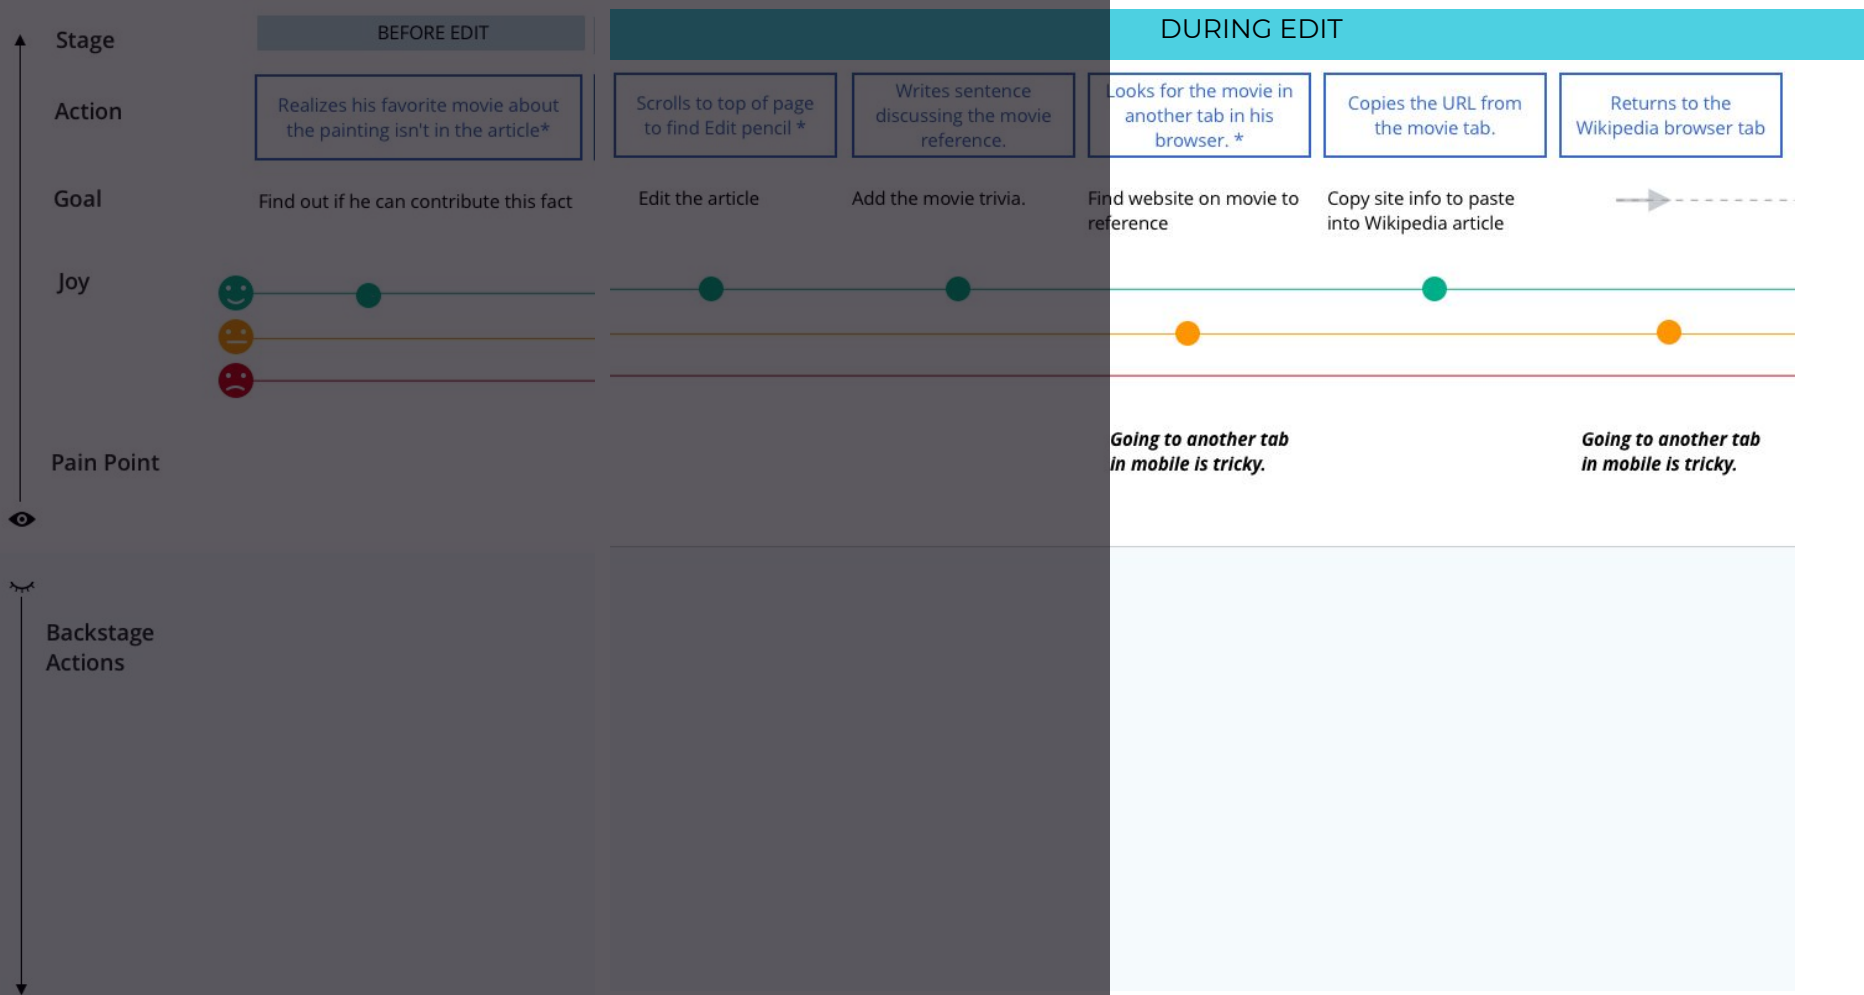 Stage
BEFORE EDIT
DURING EDIT
Action
Realizes his favorite movie about
the painting isn't in the article*
Scrolls to top of page
to find Edit pencil *
Writes sentence
discussing the movie
reference.
Looks for the movie in
another tab in his
browser. *
Copies the URL from
the movie tab.
Returns to the
Wikipedia browser tab
Goal
Find out if he can contribute this fact
Edit the article
Add the movie trivia.
Find website on movie to
reference
Copy site info to paste
into Wikipedia article
Joy
Pain Point
Going to another tab
in mobile is tricky.
Going to another tab
in mobile is tricky.
Backstage
Actions